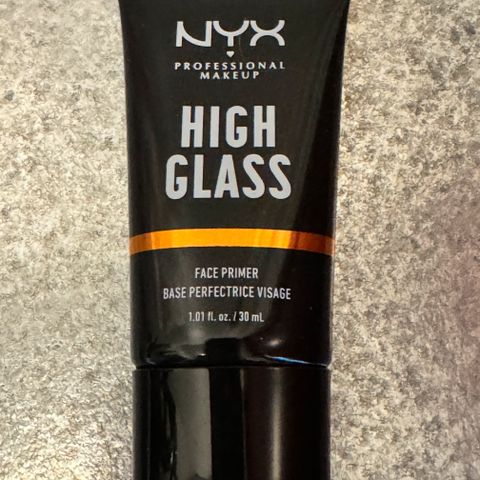 NYX
PROFESSIONAL
MAKEUP
HIGH
GLASS
FACE PRIMER
BASE PERFECTRICE VISAGE
1.01 fl. oz. / 30 mL